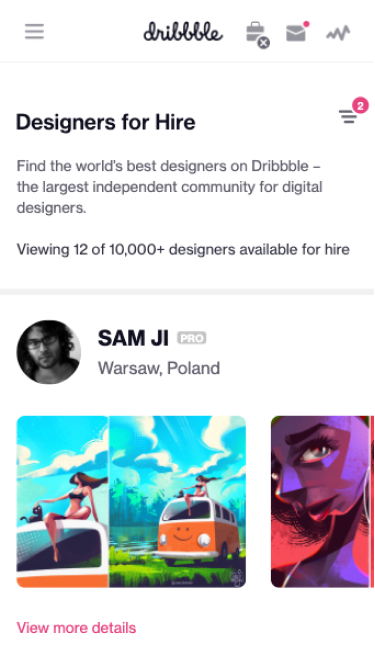 dribbble
2
Designers for Hire
Find the world's best designers on Dribbble –
the largest independent community for digital
designers.
Viewing 12 of 10,000+ designers available for hire
SAM JI PRO
Warsaw, Poland
View more details